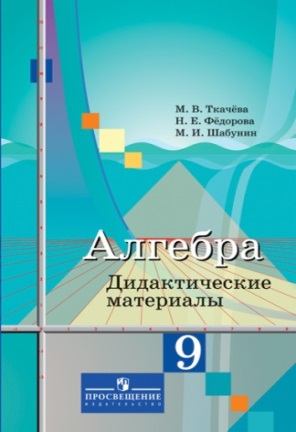 М. В. Ткачёва
Н. Е. Фёдорова
М. И. Шабунин
Алгебра
Дидактические
материалы
9
ПРОСВЕЩЕНИЕ
ИЗДАТЕЛЬСТВО